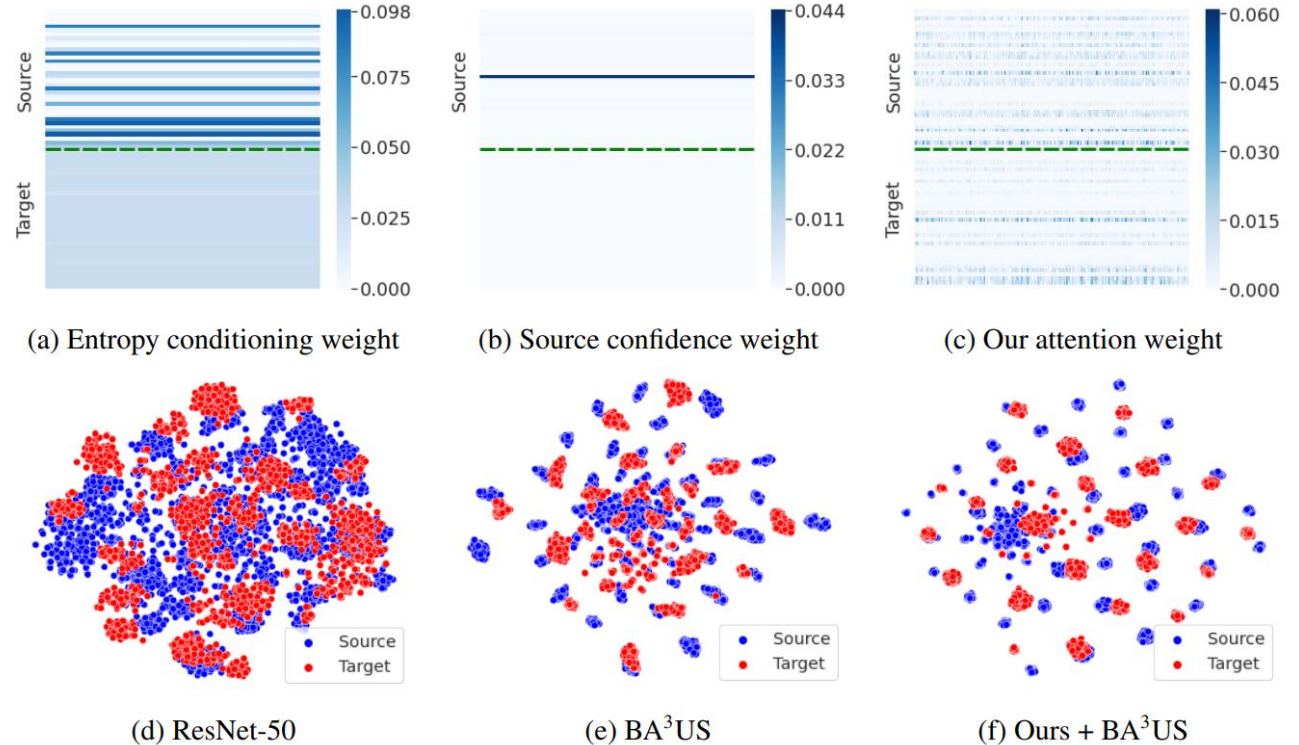 Source
Target
0.098
0.075
0.050
0.025
0.000
(a) Entropy conditioning weight
Source
Target
0.044
0.033
0.022
0.011
0.000
(b) Source confidence weight
Source
Target
0.060
0.045
0.030
0.015
0.000
(c) Our attention weight
Source
Target
(d) ResNet-50
Source
Target
(e) BA³US
Source
Target
(f) Ours + BA³US